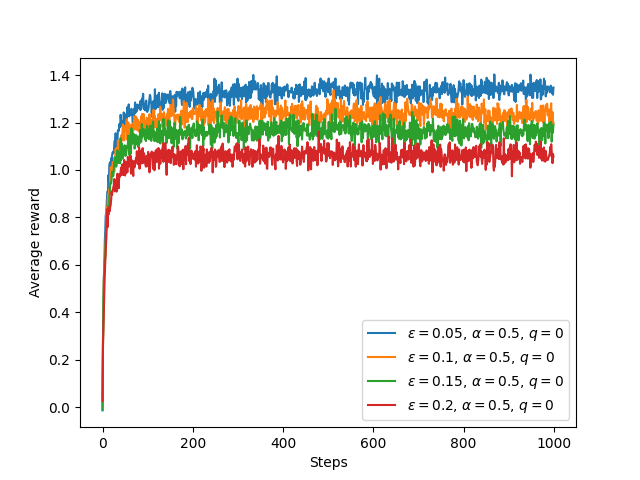 1.4
1.2
1.0
0.8
0.6
0.4
0.2
0.0
Average reward
0 200 400 600 800 1000
Steps
ε = 0.05, α = 0.5, q = 0
ε = 0.1, α = 0.5, q = 0
ε = 0.15, α = 0.5, q = 0
ε = 0.2, α = 0.5, q = 0